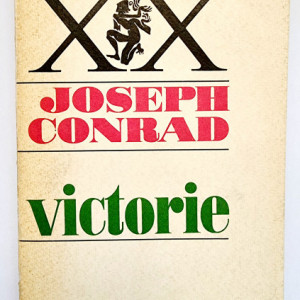 XX
JOSEPH
CONRAD
victorie